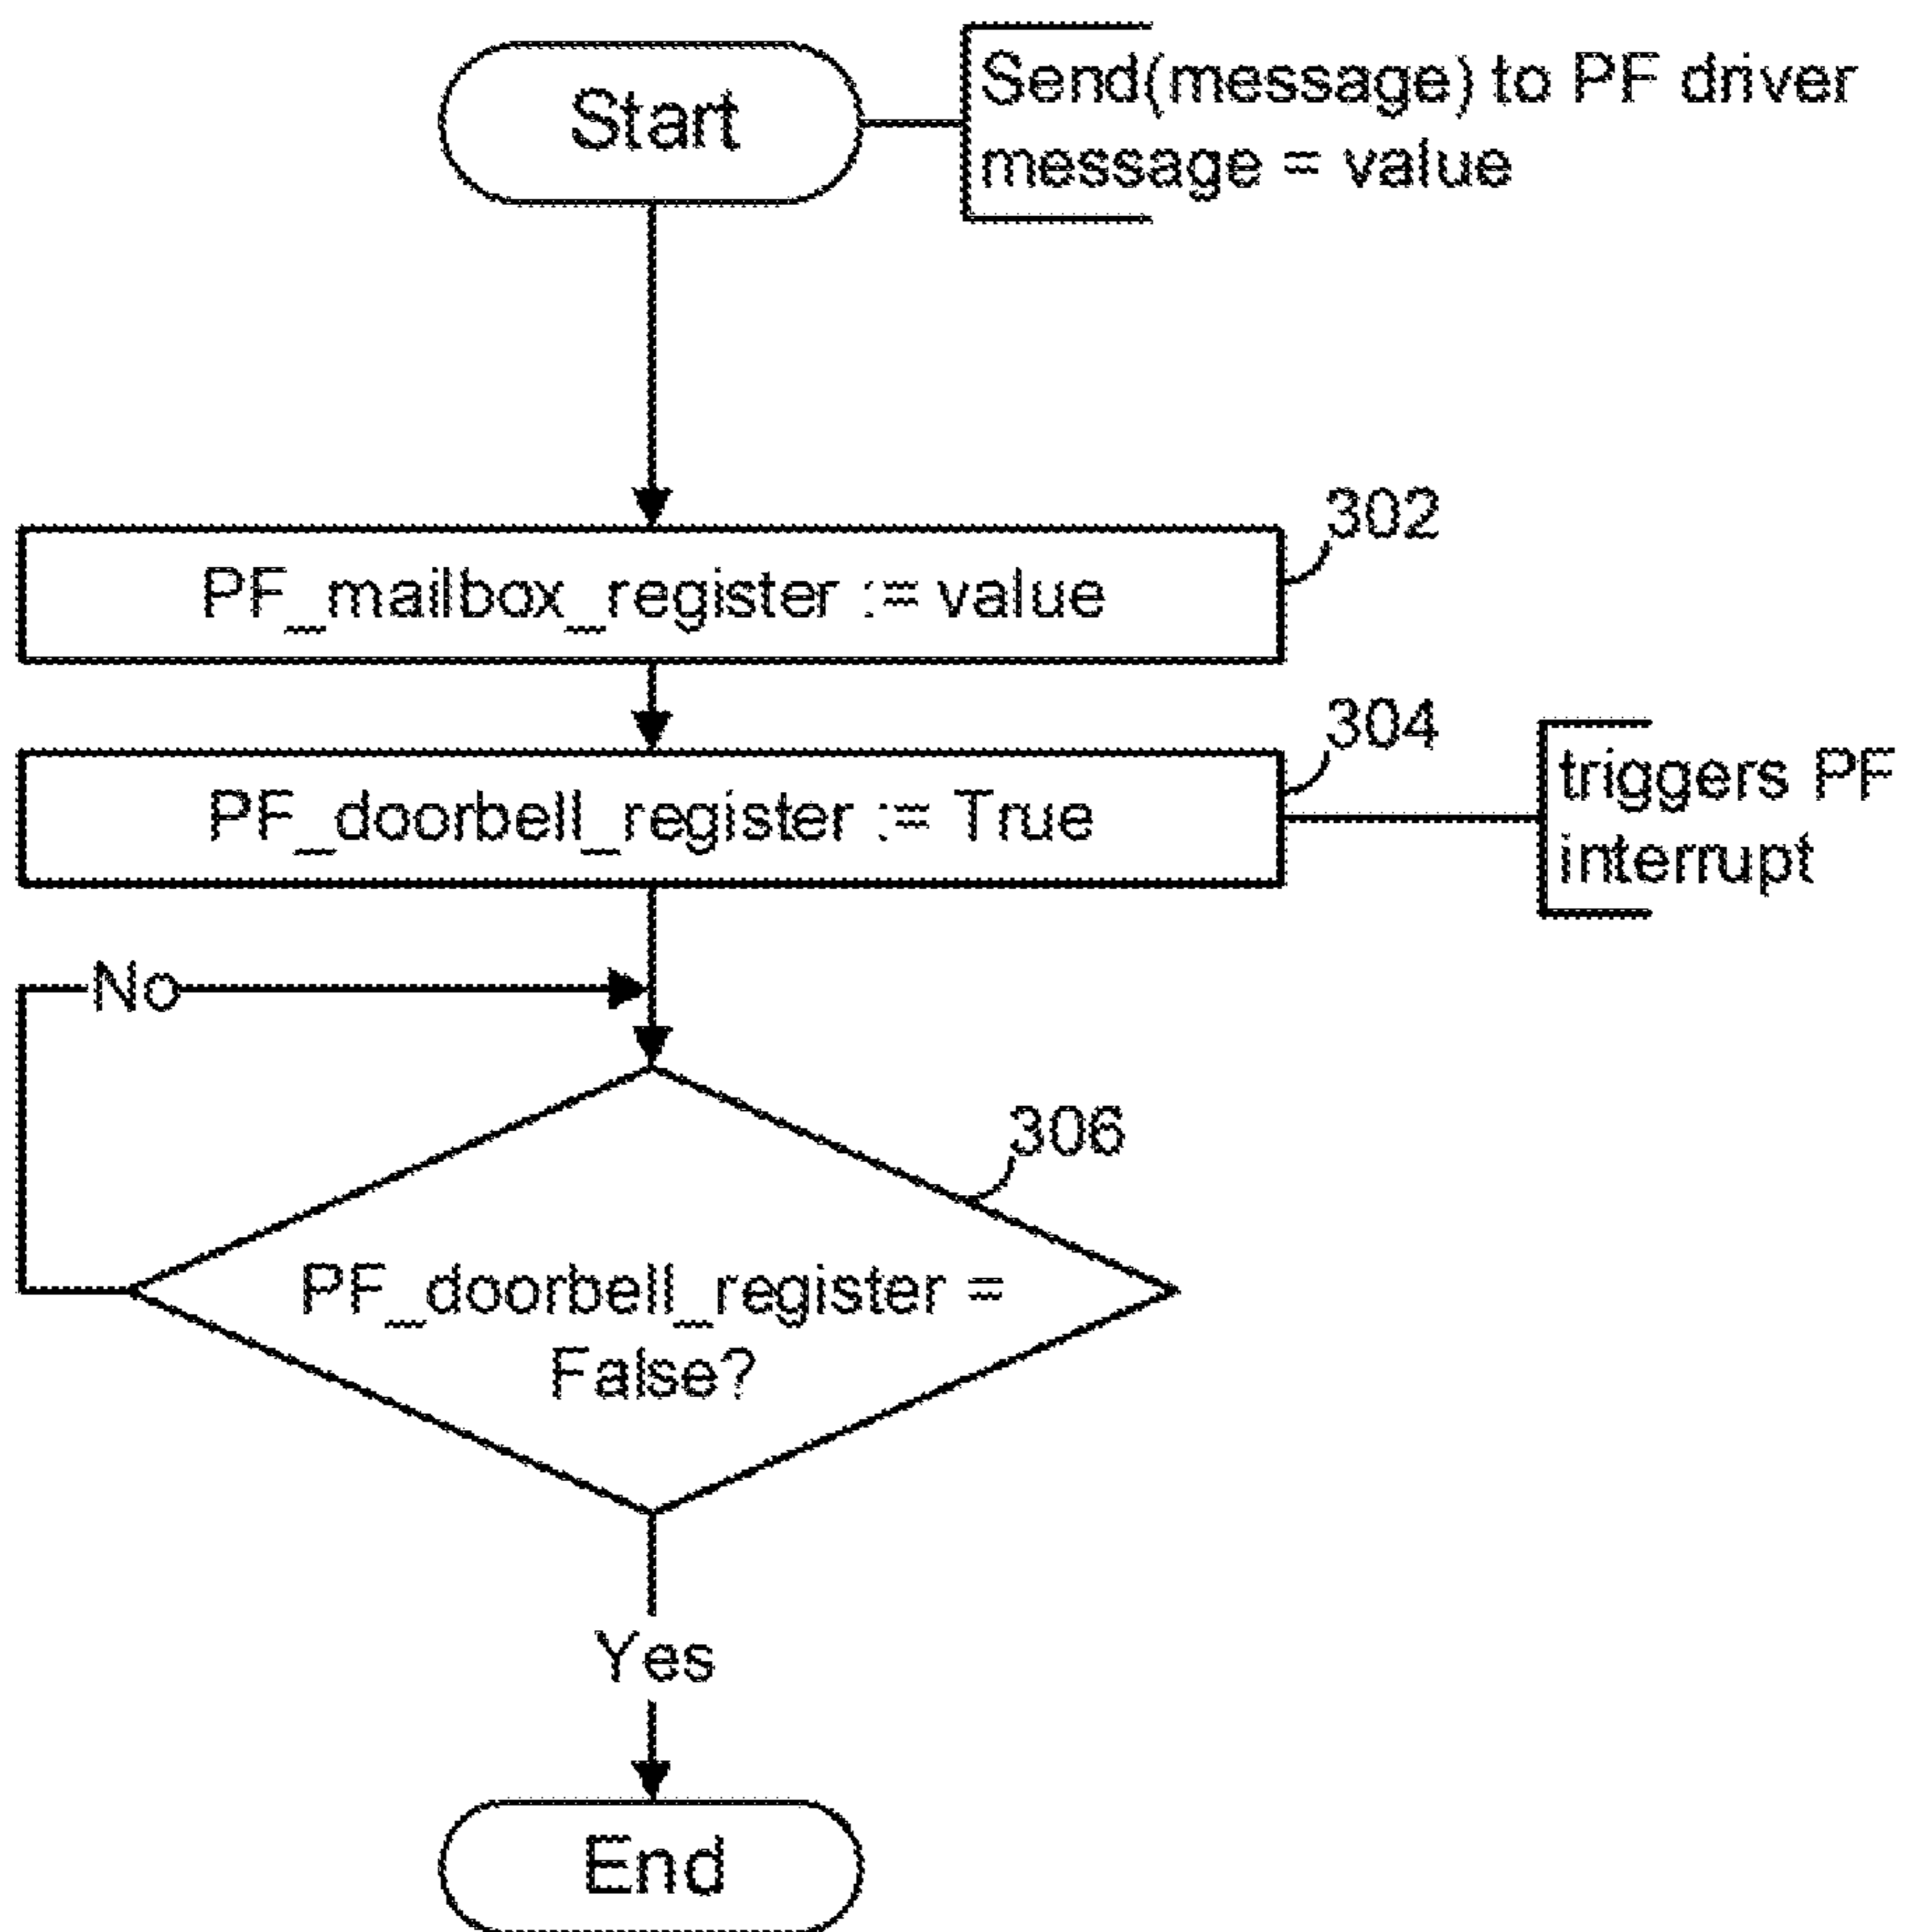 Start
Send(message) to PF driver
message = value
302
PF_mailbox_register := value
304
PF_doorbell_register := True
triggers PF
interrupt
No
306
PF_doorbell_register =
False?
Yes
End